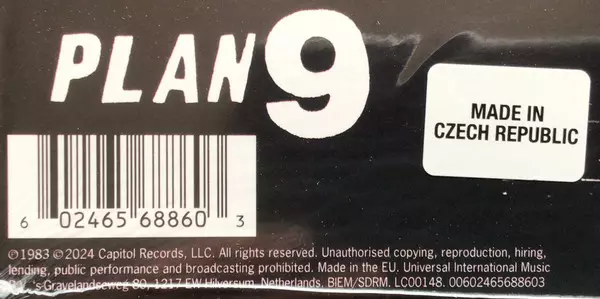 PLAN 9
MADE IN
CZECH REPUBLIC
6 02465 68860 3
℗1983 ©2024 Capitol Records, LLC. All rights reserved. Unauthorised copying, reproduction, hiring,
lending, public performance and broadcasting prohibited. Made in the EU. Universal International Music
B.V., 's-Gravelandseweg 80, 1217 EW Hilversum, Netherlands. BIEM/SDRM. LC00148. 00602465688603